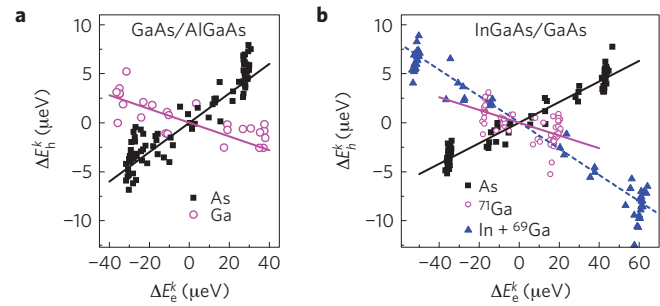 a
GaAs/AlGaAs
ΔE_h^k (μeV)
10
5
0
−5
−10
As
Ga
−40
−20
0
20
40
ΔE_e^k (μeV)
b
InGaAs/GaAs
ΔE_h^k (μeV)
10
5
0
−5
−10
As
⁷¹Ga
In + ⁶⁹Ga
−40
−20
0
20
40
60
ΔE_e^k (μeV)